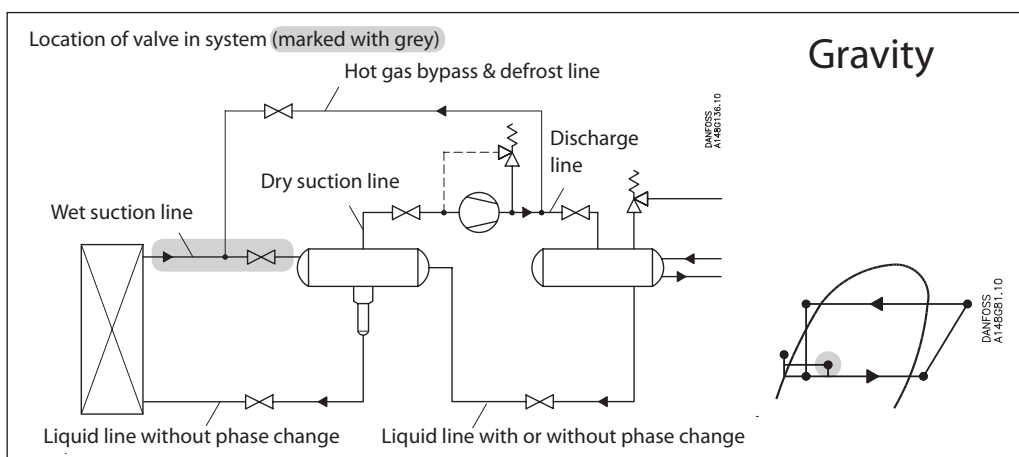 Location of valve in system (marked with grey)
Gravity
Hot gas bypass & defrost line
DANFOSS
A14BG136.10
Discharge
line
Dry suction line
Wet suction line
DANFOSS
A14BG81.10
Liquid line without phase change
Liquid line with or without phase change